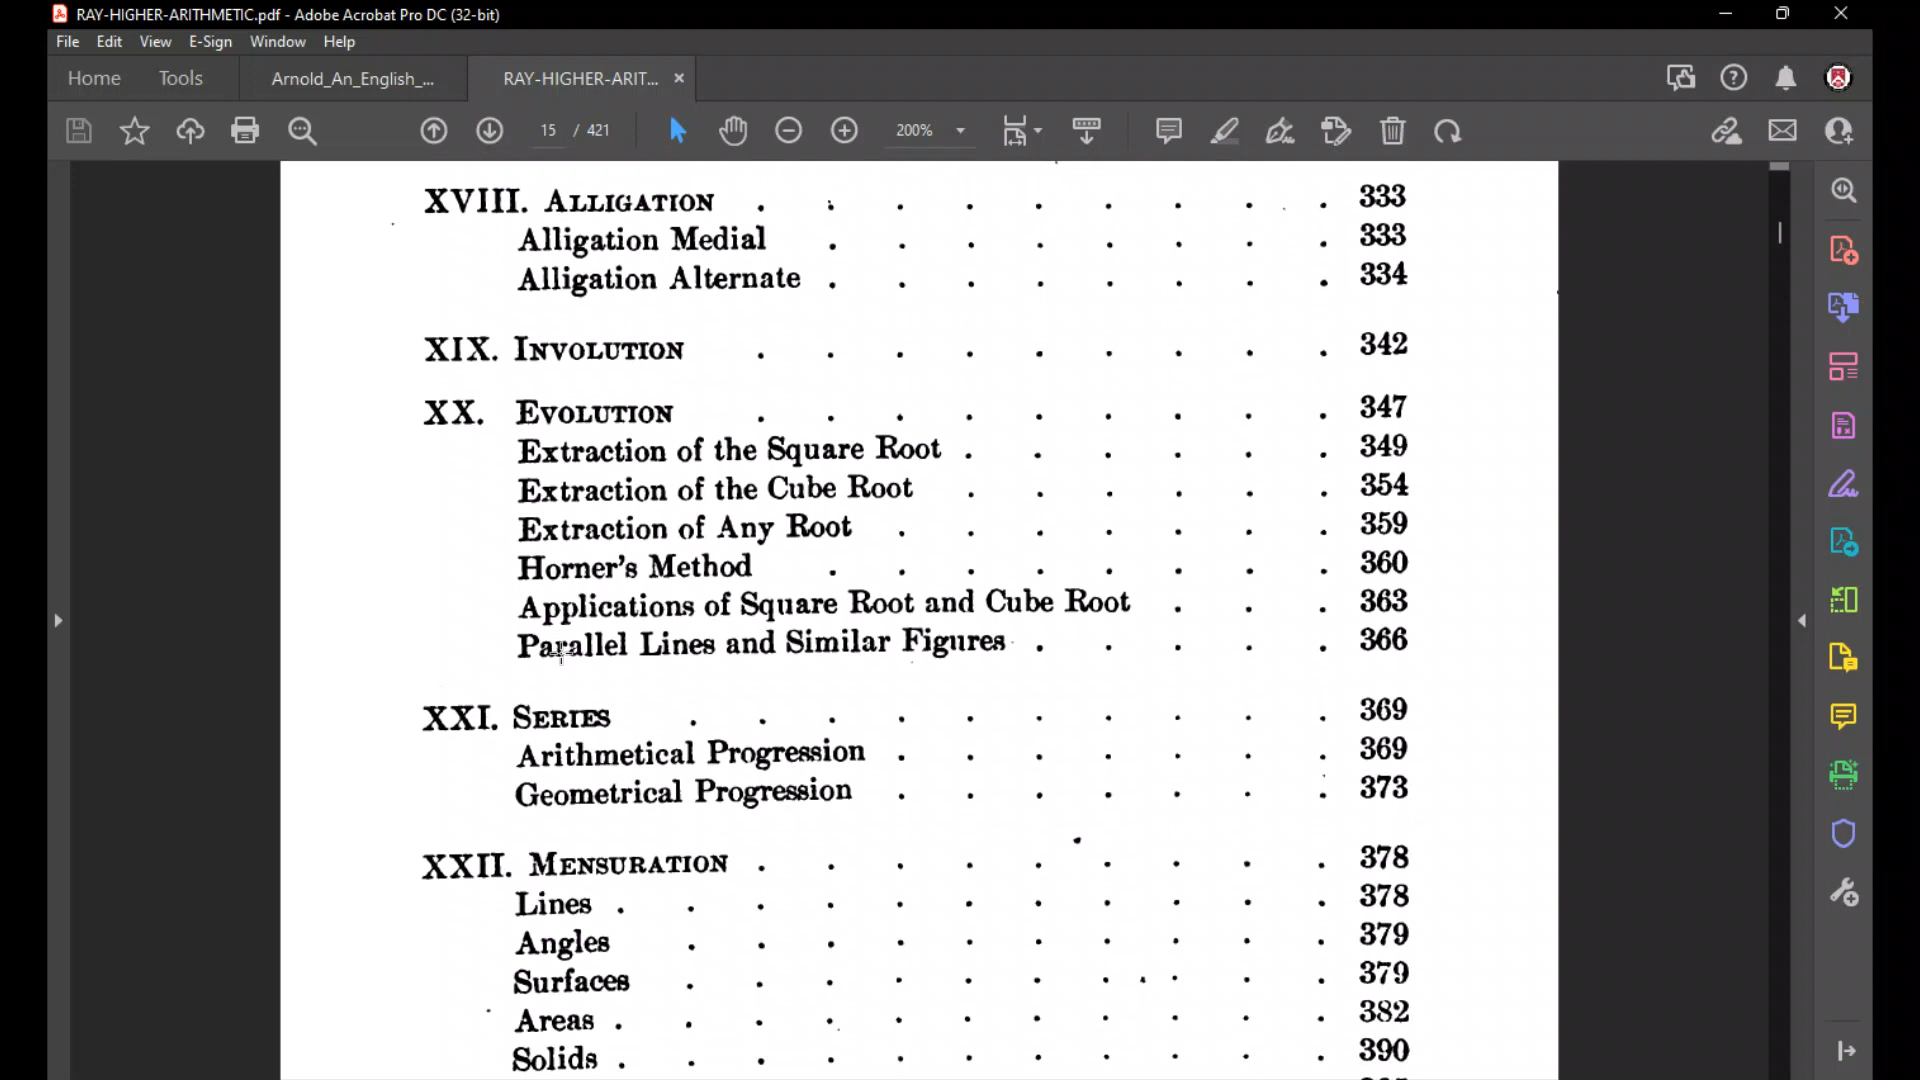 RAY-HIGHER-ARITHMETIC.pdf - Adobe Acrobat Pro DC (32-bit)
File Edit View E-Sign Window Help
Home Tools Arnold_An_English_... RAY-HIGHER-ARIT... ×
15 / 421 200%
XVIII. ALLIGATION . . . . . . . . . 333
Alligation Medial . . . . . . . . 333
Alligation Alternate . . . . . . . . 334
XIX. INVOLUTION . . . . . . . . . 342
XX. EVOLUTION . . . . . . . . . 347
Extraction of the Square Root . . . . . . 349
Extraction of the Cube Root . . . . . . 354
Extraction of Any Root . . . . . . . 359
Horner's Method . . . . . . . . 360
Applications of Square Root and Cube Root . . . 363
Parallel Lines and Similar Figures . . . . . 366
XXI. SERIES . . . . . . . . . . 369
Arithmetical Progression . . . . . . . 369
Geometrical Progression . . . . . . . 373
XXII. MENSURATION . . . . . . . . . 378
Lines . . . . . . . . . . . 378
Angles . . . . . . . . . . 379
Surfaces . . . . . . . . . . 379
Areas . . . . . . . . . . . 382
Solids . . . . . . . . . . . 390